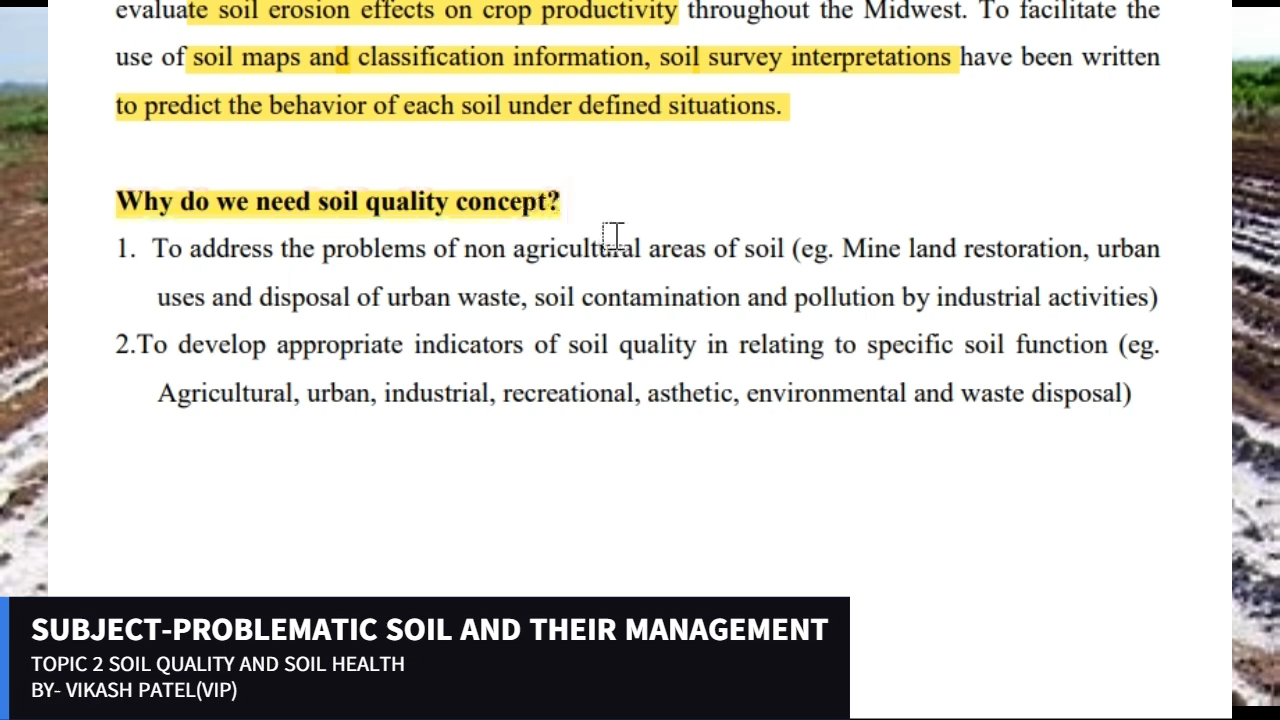 evaluate soil erosion effects on crop productivity throughout the Midwest. To facilitate the
use of soil maps and classification information, soil survey interpretations have been written
to predict the behavior of each soil under defined situations.
Why do we need soil quality concept?
1. To address the problems of non agricultural areas of soil (eg. Mine land restoration, urban
uses and disposal of urban waste, soil contamination and pollution by industrial activities)
2.To develop appropriate indicators of soil quality in relating to specific soil function (eg.
Agricultural, urban, industrial, recreational, asthetic, environmental and waste disposal)
SUBJECT-PROBLEMATIC SOIL AND THEIR MANAGEMENT
TOPIC 2 SOIL QUALITY AND SOIL HEALTH
BY- VIKASH PATEL(VIP)